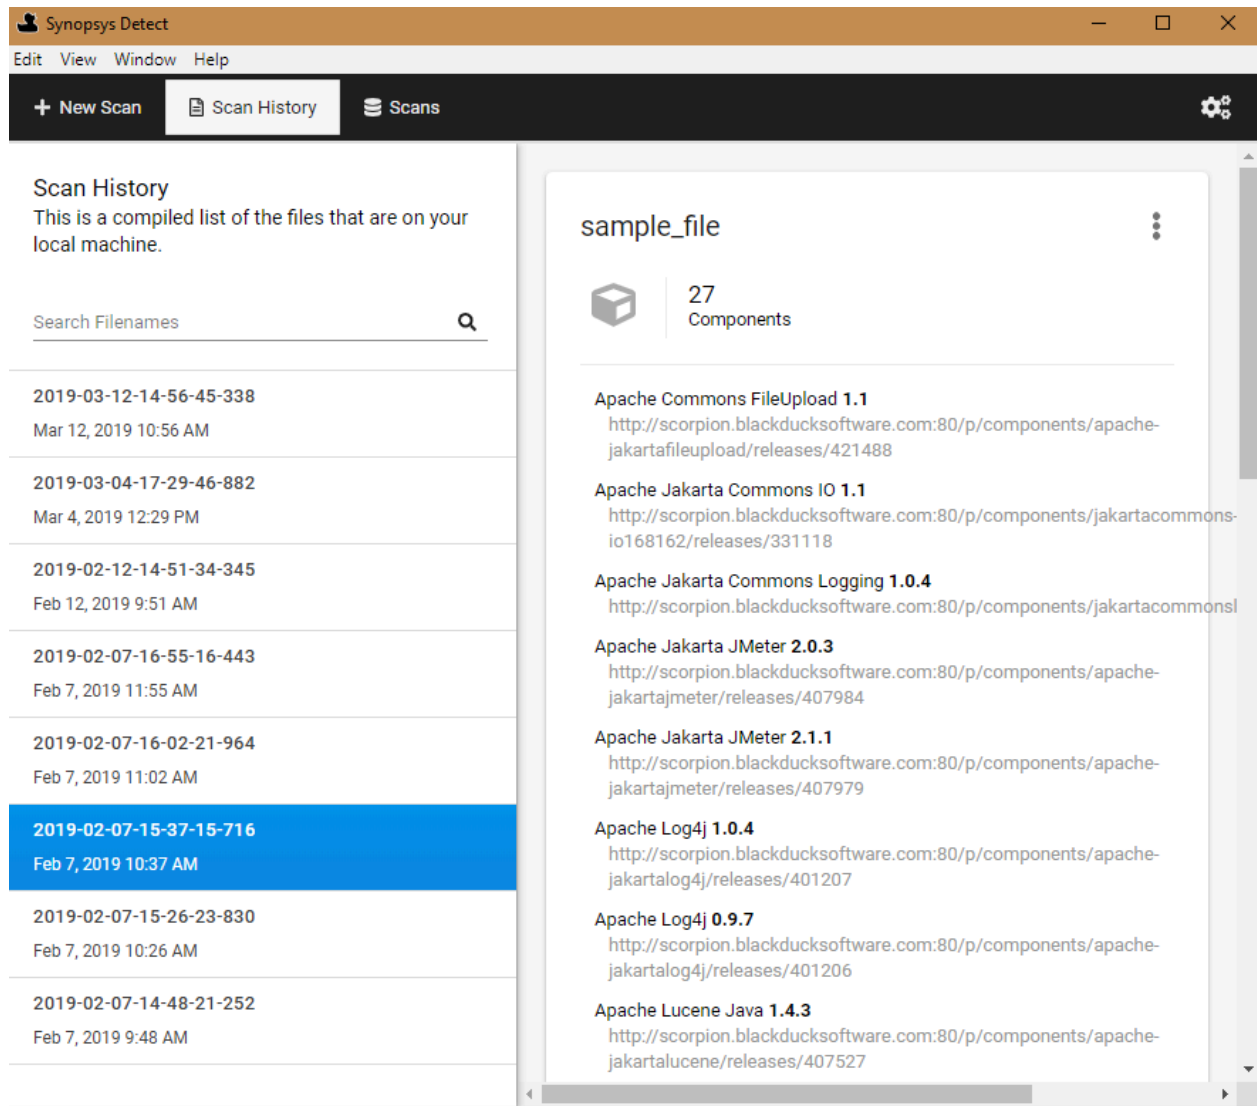 Synopsys Detect
Edit View Window Help
New Scan Scan History Scans
Scan History
This is a compiled list of the files that are on your
local machine.
Search Filenames
2019-03-12-14-56-45-338
Mar 12, 2019 10:56 AM
2019-03-04-17-29-46-882
Mar 4, 2019 12:29 PM
2019-02-12-14-51-34-345
Feb 12, 2019 9:51 AM
2019-02-07-16-55-16-443
Feb 7, 2019 11:55 AM
2019-02-07-16-02-21-964
Feb 7, 2019 11:02 AM
2019-02-07-15-37-15-716
Feb 7, 2019 10:37 AM
2019-02-07-15-26-23-830
Feb 7, 2019 10:26 AM
2019-02-07-14-48-21-252
Feb 7, 2019 9:48 AM
sample_file
27
Components
Apache Commons FileUpload 1.1
http://scorpion.blackducksoftware.com:80/p/components/apache-
jakartafileupload/releases/421488
Apache Jakarta Commons IO 1.1
http://scorpion.blackducksoftware.com:80/p/components/jakartacommons-
io168162/releases/331118
Apache Jakarta Commons Logging 1.0.4
http://scorpion.blackducksoftware.com:80/p/components/jakartacommonsl
Apache Jakarta JMeter 2.0.3
http://scorpion.blackducksoftware.com:80/p/components/apache-
jakartajmeter/releases/407984
Apache Jakarta JMeter 2.1.1
http://scorpion.blackducksoftware.com:80/p/components/apache-
jakartajmeter/releases/407979
Apache Log4j 1.0.4
http://scorpion.blackducksoftware.com:80/p/components/apache-
jakartalog4j/releases/401207
Apache Log4j 0.9.7
http://scorpion.blackducksoftware.com:80/p/components/apache-
jakartalog4j/releases/401206
Apache Lucene Java 1.4.3
http://scorpion.blackducksoftware.com:80/p/components/apache-
jakartalucene/releases/407527